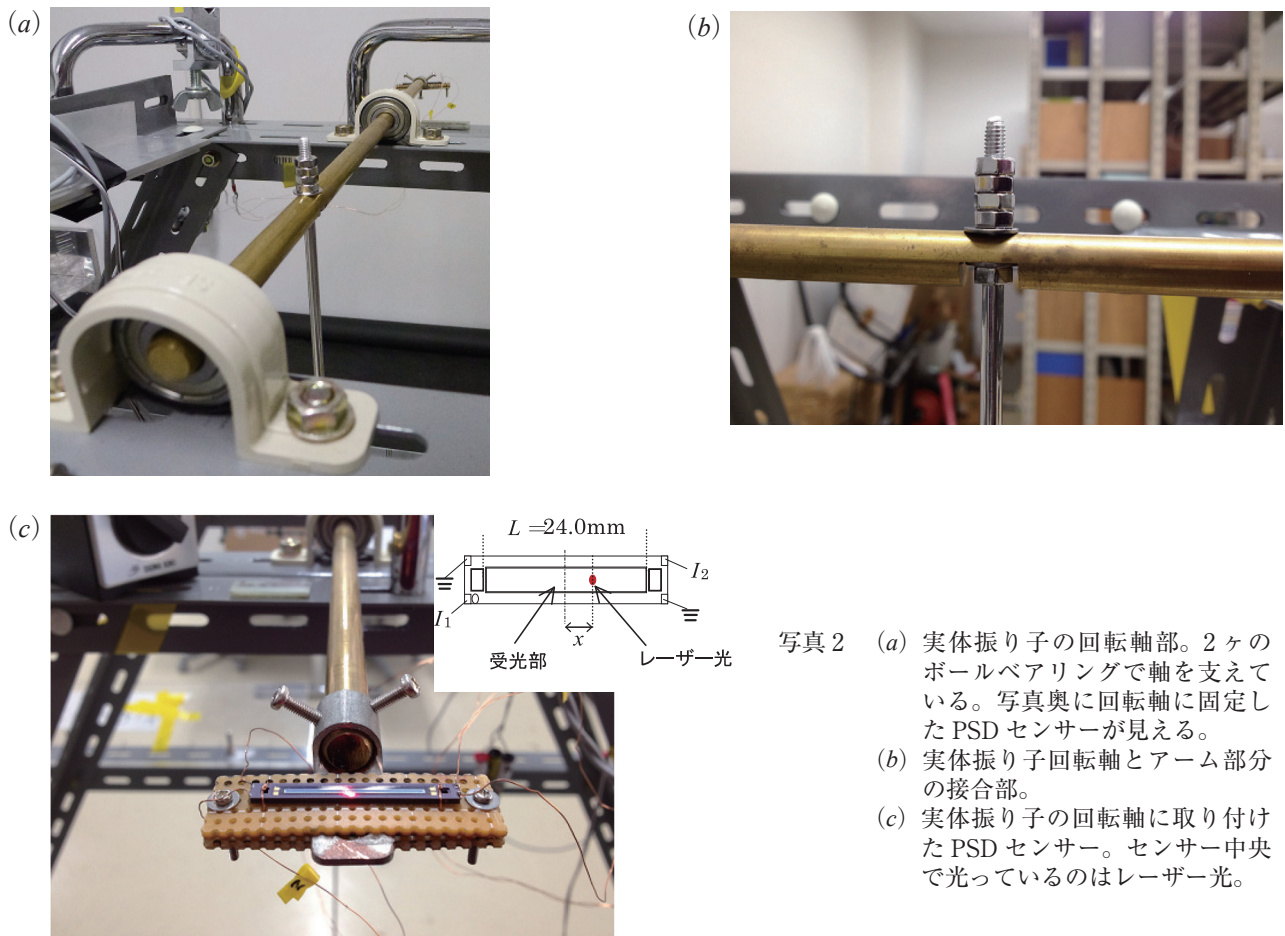 (a)
(b)
(c)
L=24.0mm
I2
I1
x
受光部
レーザー光
写真2 (a) 実体振り子の回転軸部。2ヶの
ボールベアリングで軸を支えて
いる。写真奥に回転軸に固定し
たPSDセンサーが見える。
(b) 実体振り子回転軸とアーム部分
の接合部。
(c) 実体振り子の回転軸に取り付け
たPSDセンサー。センサー中央
で光っているのはレーザー光。